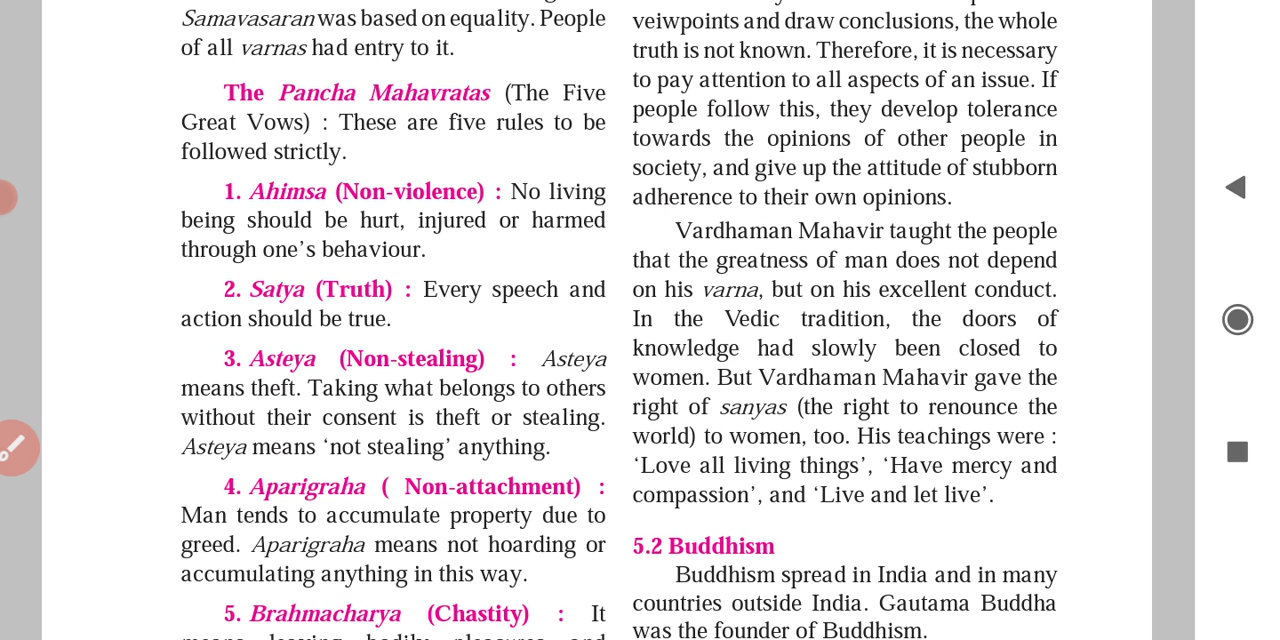 Samavasaran was based on equality. People
of all varnas had entry to it.
The Pancha Mahavratas (The Five
Great Vows) : These are five rules to be
followed strictly.
1. Ahimsa (Non-violence) : No living
being should be hurt, injured or harmed
through one’s behaviour.
2. Satya (Truth) : Every speech and
action should be true.
3. Asteya (Non-stealing) : Asteya
means theft. Taking what belongs to others
without their consent is theft or stealing.
Asteya means ‘not stealing’ anything.
4. Aparigraha ( Non-attachment) :
Man tends to accumulate property due to
greed. Aparigraha means not hoarding or
accumulating anything in this way.
5. Brahmacharya (Chastity) : It
means leaving bodily pleasures and
veiwpoints and draw conclusions, the whole
truth is not known. Therefore, it is necessary
to pay attention to all aspects of an issue. If
people follow this, they develop tolerance
towards the opinions of other people in
society, and give up the attitude of stubborn
adherence to their own opinions.
Vardhaman Mahavir taught the people
that the greatness of man does not depend
on his varna, but on his excellent conduct.
In the Vedic tradition, the doors of
knowledge had slowly been closed to
women. But Vardhaman Mahavir gave the
right of sanyas (the right to renounce the
world) to women, too. His teachings were :
‘Love all living things’, ‘Have mercy and
compassion’, and ‘Live and let live’.
5.2 Buddhism
Buddhism spread in India and in many
countries outside India. Gautama Buddha
was the founder of Buddhism.